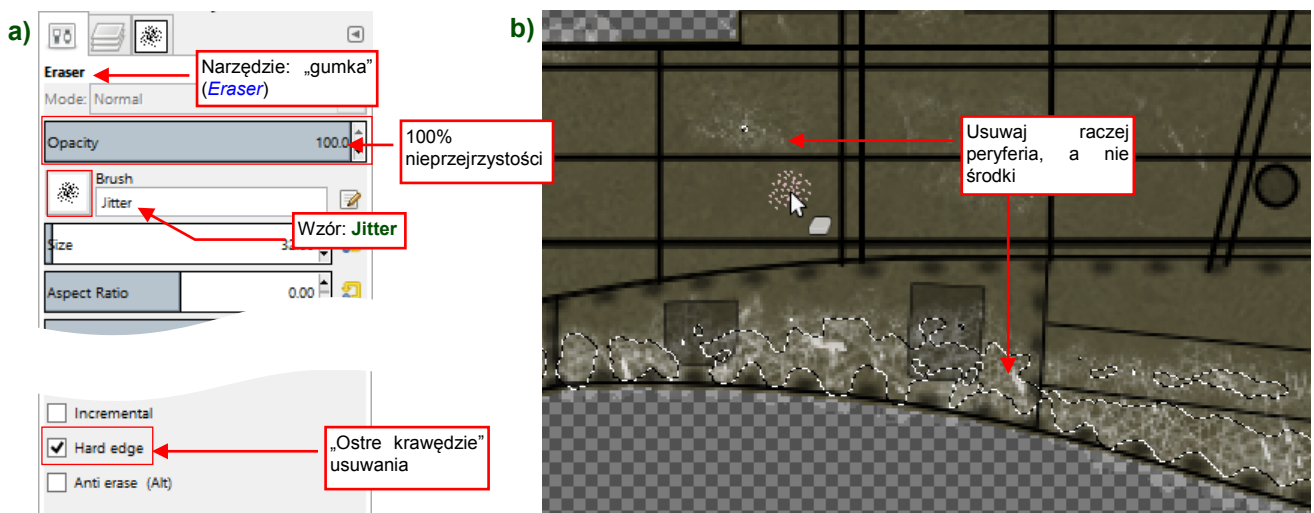 a)
Eraser
Mode: Normal
Narzędzie: „gumka”
(Eraser)
Opacity 100.0
100%
nieprzejrzystości
Brush
Jitter
Wzór: Jitter
Size
Aspect Ratio 0.00
Incremental
Hard edge
Anti erase (Alt)
„Ostre krawędzie”
usuwania
b)
Usuwaj raczej
peryferia, a nie
środki